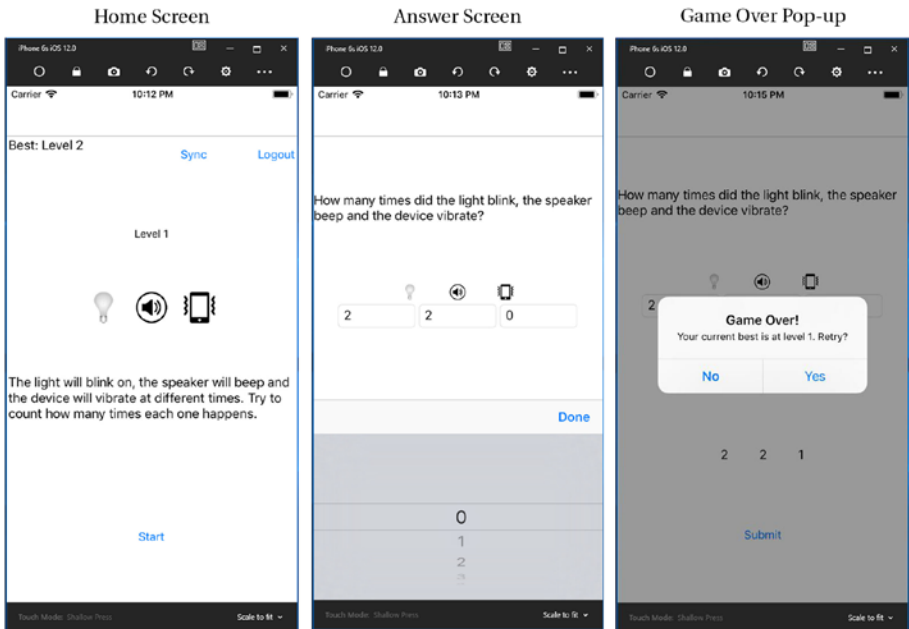 Home Screen
iPhone 6s iOS 12.0
Carrier
10:12 PM
Best: Level 2
Sync
Logout
Level 1
The light will blink on, the speaker will beep and
the device will vibrate at different times. Try to
count how many times each one happens.
Start
Touch Mode: Shallow Press
Scale to fit
Answer Screen
iPhone 6s iOS 12.0
Carrier
10:13 PM
How many times did the light blink, the speaker
beep and the device vibrate?
2 2 0
Done
0
1
2
3
Touch Mode: Shallow Press
Scale to fit
Game Over Pop-up
iPhone 6s iOS 12.0
Carrier
10:15 PM
How many times did the light blink, the speaker
beep and the device vibrate?
2
Game Over!
Your current best is at level 1. Retry?
No Yes
2 2 1
Submit
Touch Mode: Shallow Press
Scale to fit